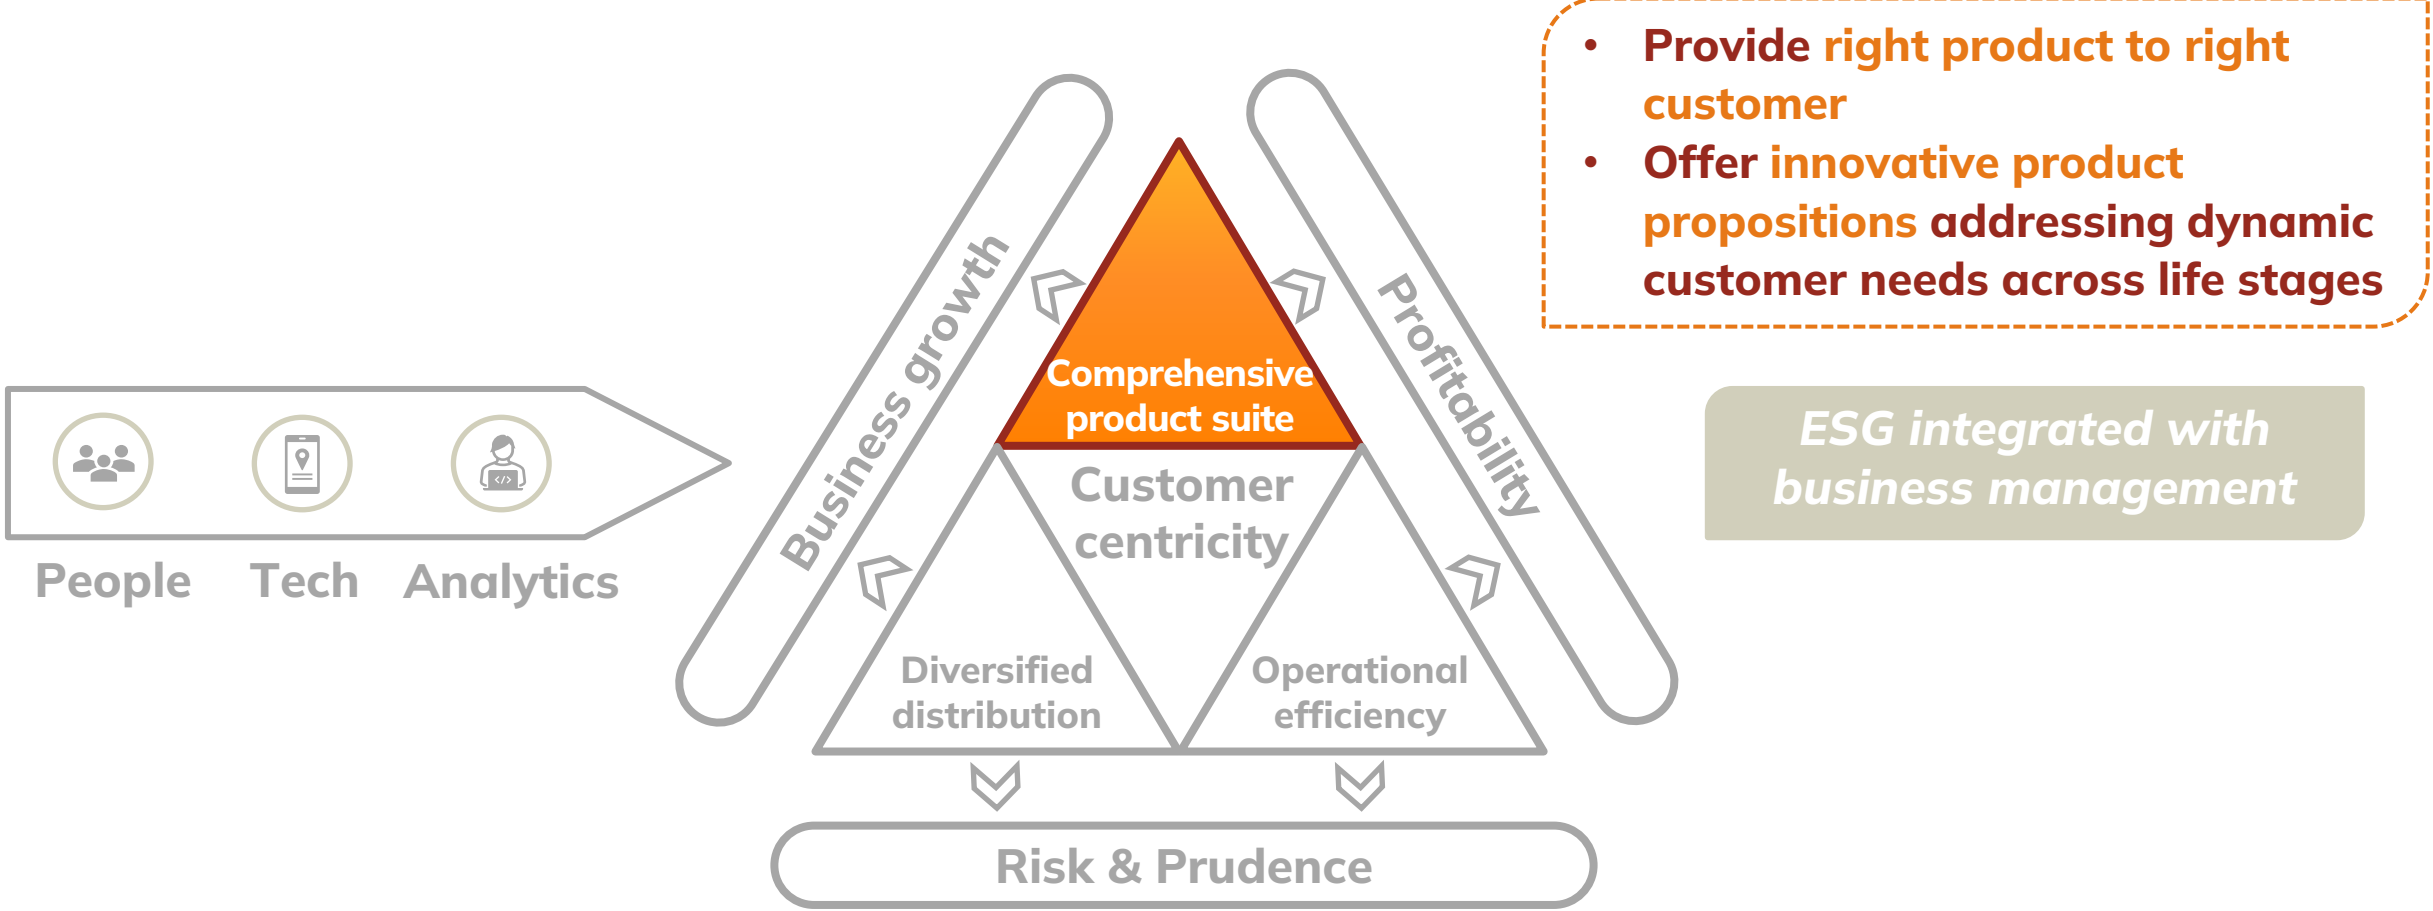 • Provide right product to right
customer
• Offer innovative product
propositions addressing dynamic
customer needs across life stages
Business growth
Profitability
Comprehensive
product suite
ESG integrated with
business management
Customer
centricity
People
Tech
Analytics
Diversified
distribution
Operational
efficiency
Risk & Prudence